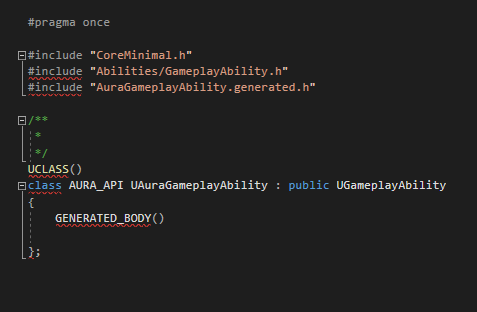 #pragma once
#include "CoreMinimal.h"
#include "Abilities/GameplayAbility.h"
#include "AuraGameplayAbility.generated.h"
/**
*
*/
UCLASS()
class AURA_API UAuraGameplayAbility : public UGameplayAbility
{
GENERATED_BODY()
};